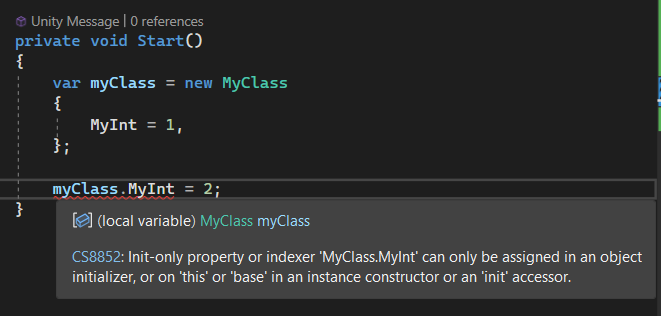 Unity Message | 0 references
private void Start()
{
var myClass = new MyClass
{
MyInt = 1,
};
myClass.MyInt = 2;
}
(local variable) MyClass myClass
CS8852: Init-only property or indexer 'MyClass.MyInt' can only be assigned in an object
initializer, or on 'this' or 'base' in an instance constructor or an 'init' accessor.